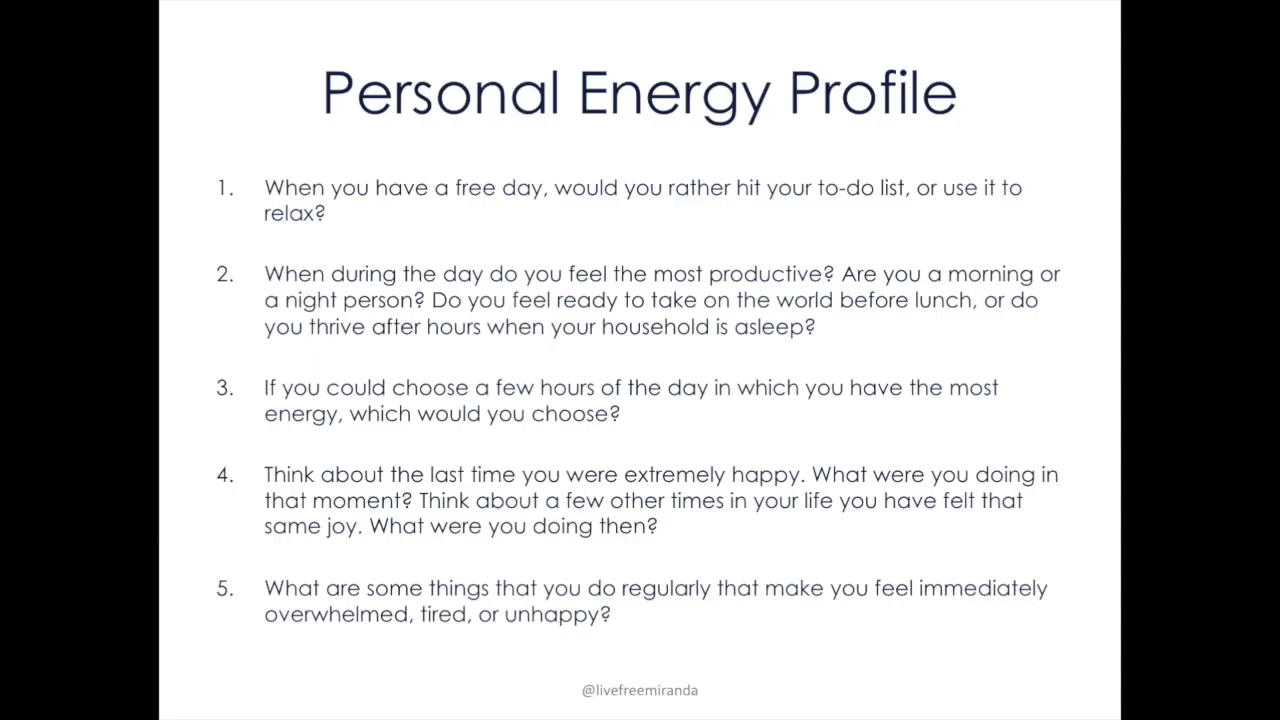 Personal Energy Profile
1. When you have a free day, would you rather hit your to-do list, or use it to
relax?
2. When during the day do you feel the most productive? Are you a morning or
a night person? Do you feel ready to take on the world before lunch, or do
you thrive after hours when your household is asleep?
3. If you could choose a few hours of the day in which you have the most
energy, which would you choose?
4. Think about the last time you were extremely happy. What were you doing in
that moment? Think about a few other times in your life you have felt that
same joy. What were you doing then?
5. What are some things that you do regularly that make you feel immediately
overwhelmed, tired, or unhappy?
@livefreemiranda